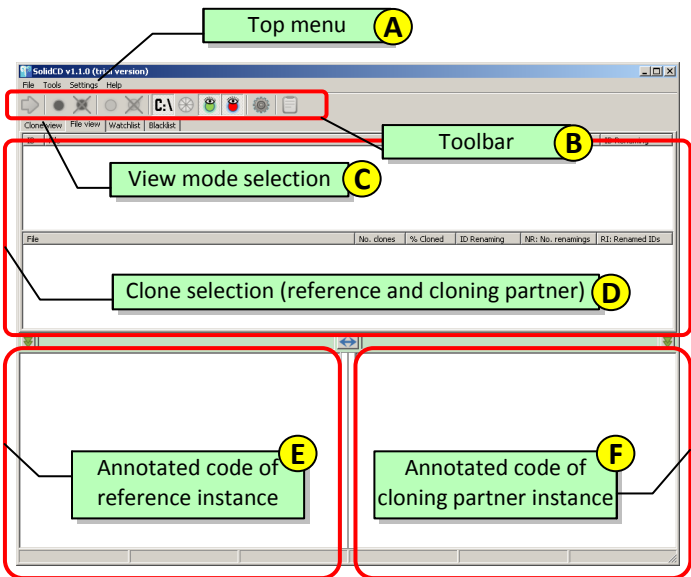 Top menu A
SolidCD v1.1.0 (trial version)
File Tools Settings Help
C:\
Clone view File view Watchlist Blacklist
Toolbar B
ID Renaming
View mode selection C
File No. clones % Cloned ID Renaming NR: No. renamings RI: Renamed IDs
Clone selection (reference and cloning partner) D
E F
Annotated code of Annotated code of
reference instance cloning partner instance